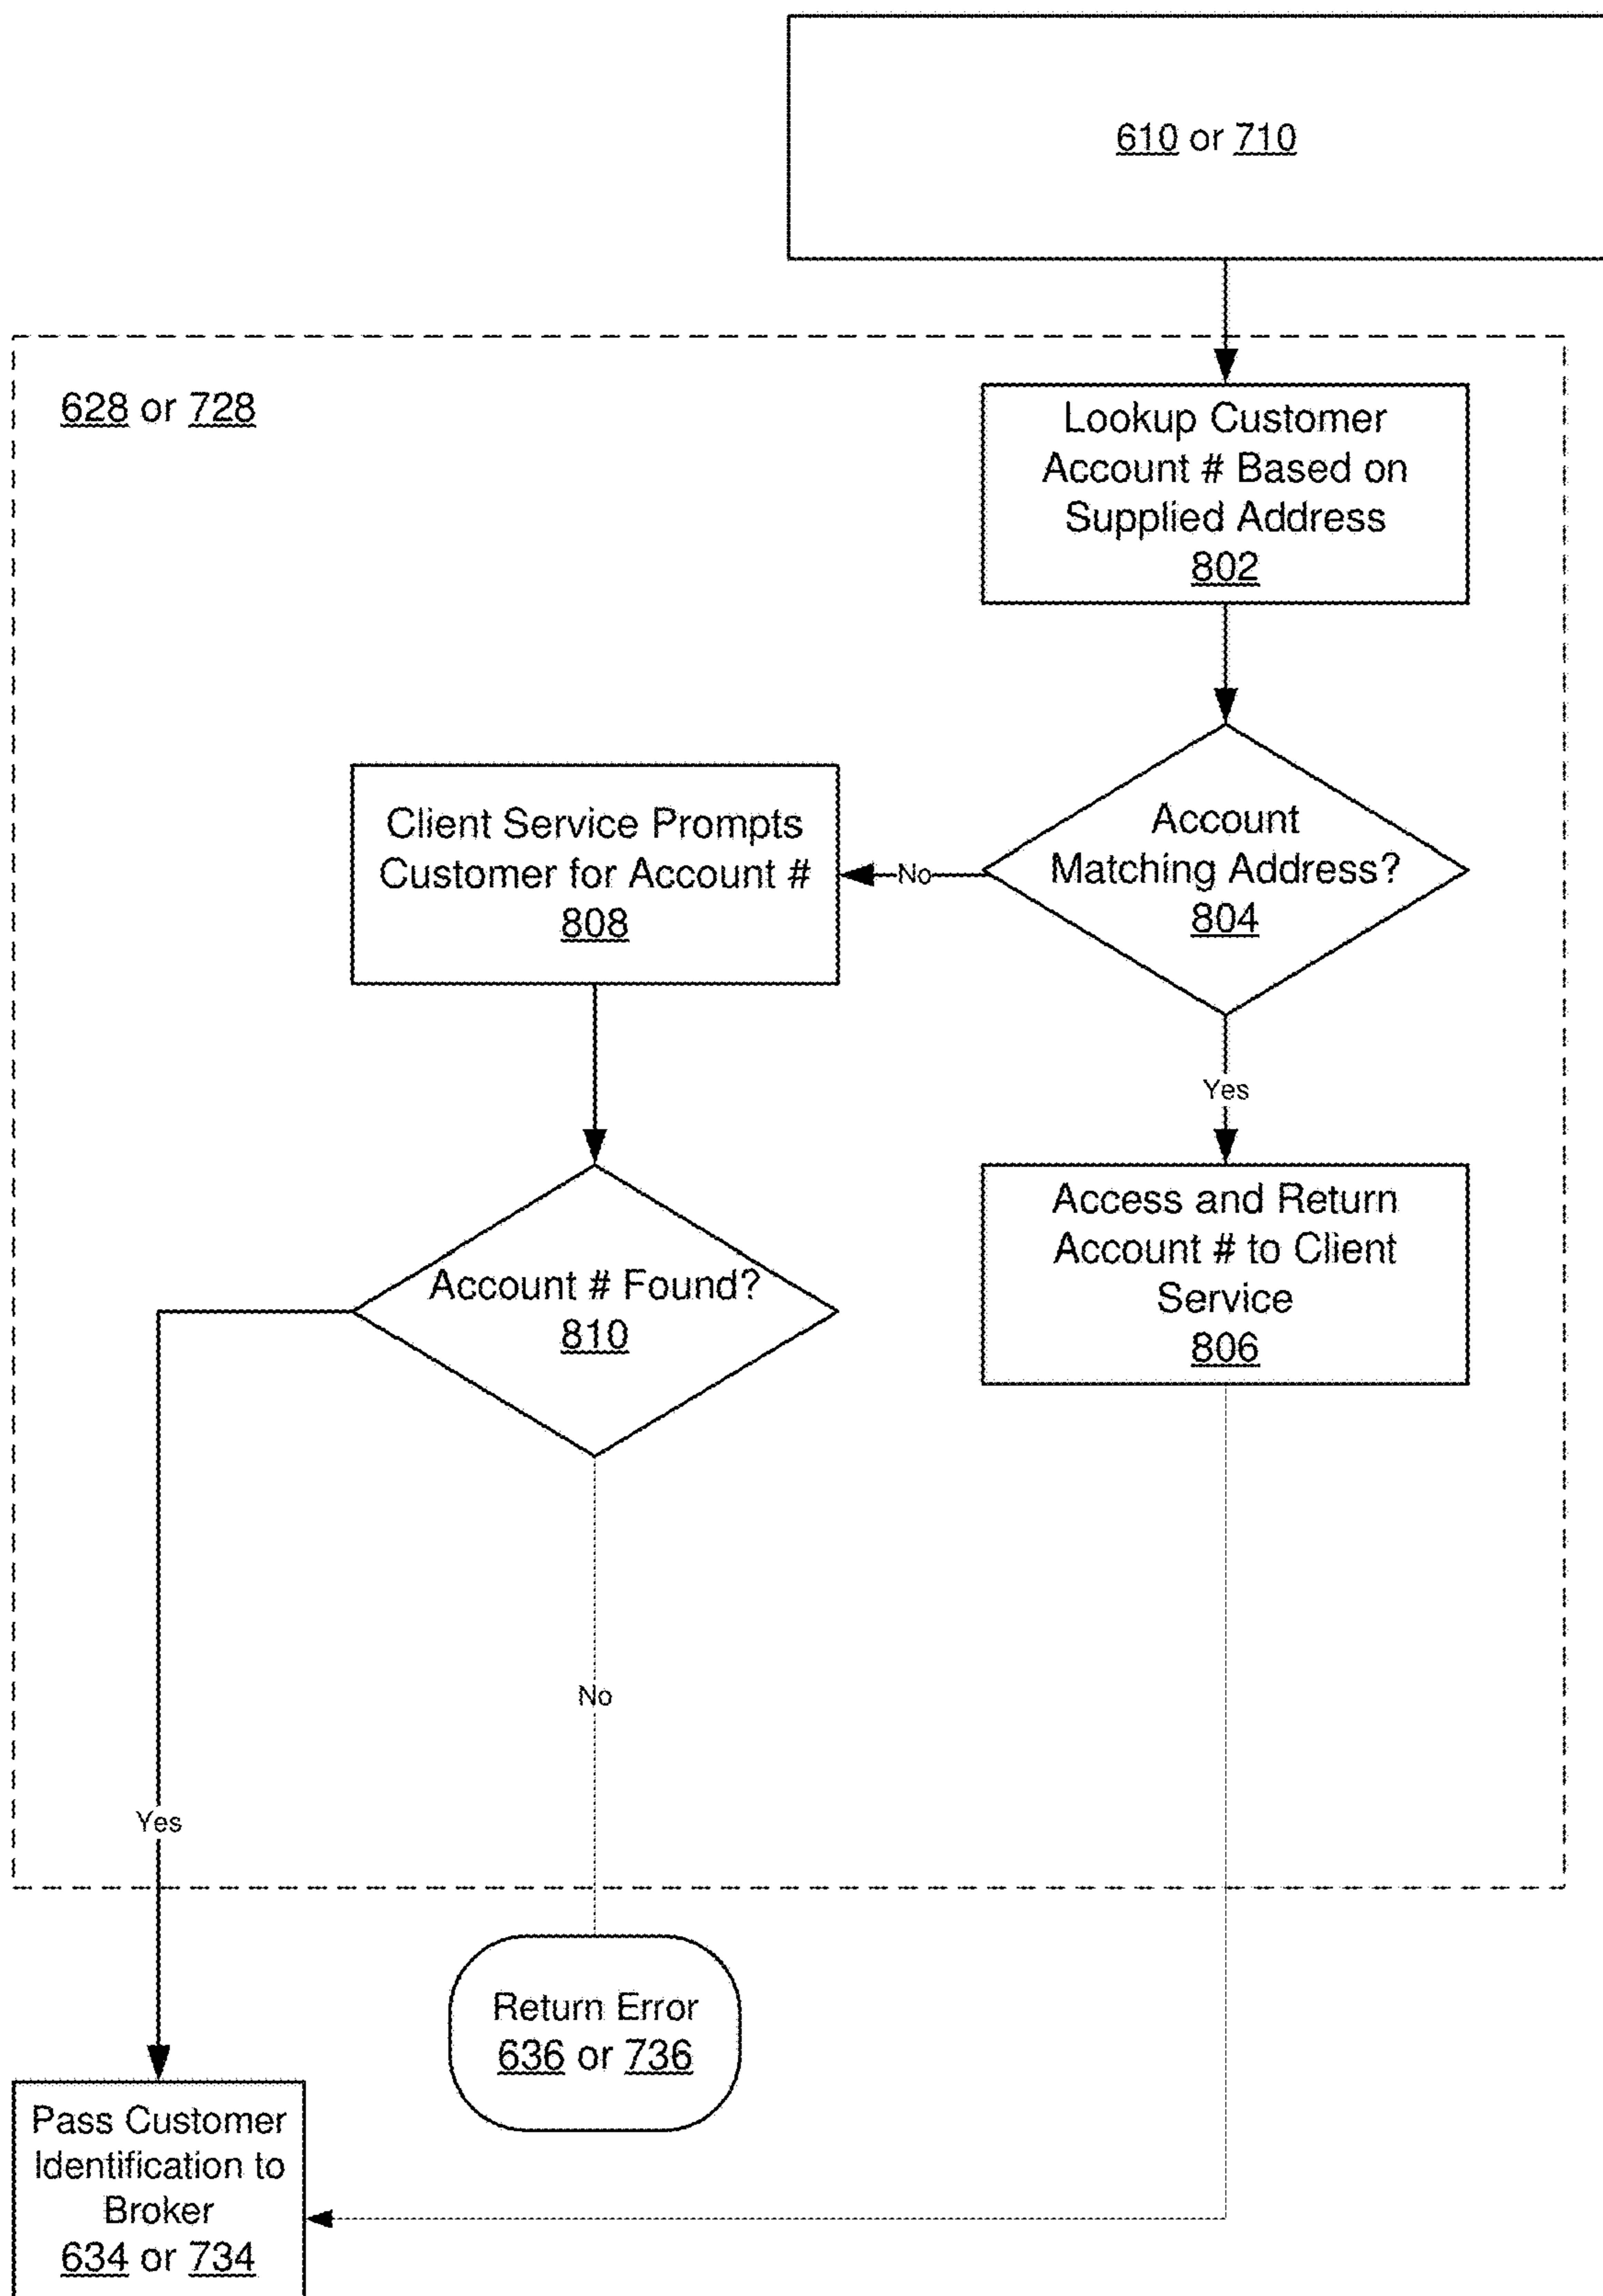 610 or 710
628 or 728
Lookup Customer
Account # Based on
Supplied Address
802
Account
Matching Address?
804
No
Client Service Prompts
Customer for Account #
808
Yes
Access and Return
Account # to Client
Service
806
Account # Found?
810
No
Yes
Return Error
636 or 736
Pass Customer
Identification to
Broker
634 or 734